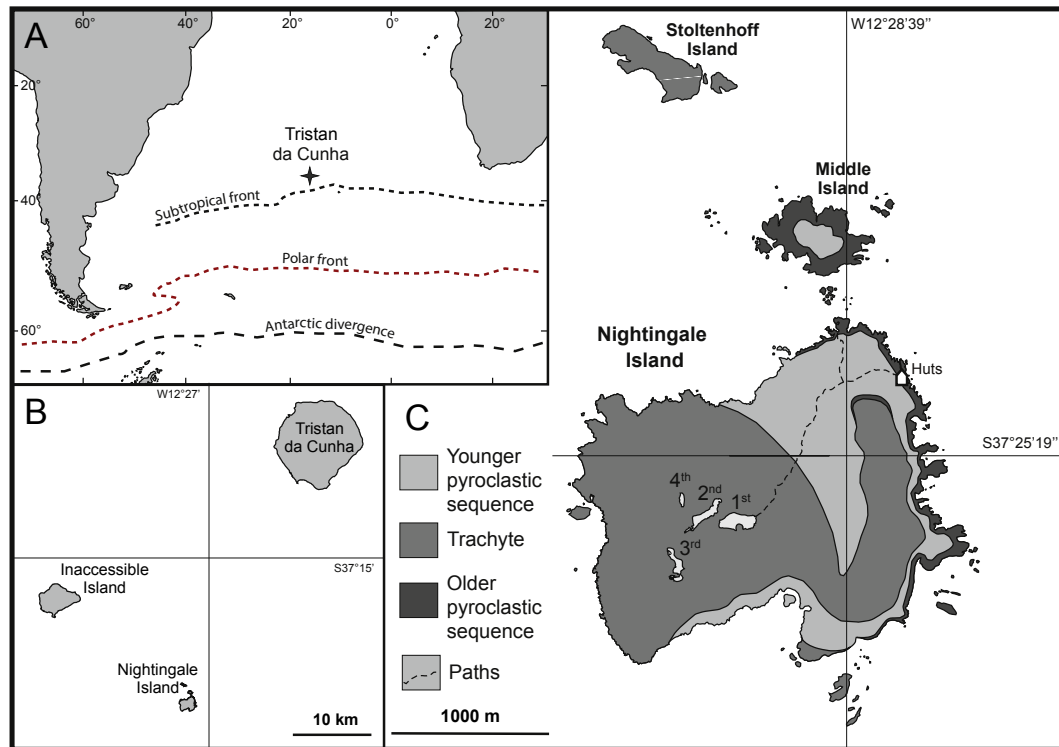 A
60°
40°
20°
0°
20°
20°
40°
60°
Tristan
da Cunha
Subtropical front
Polar front
Antarctic divergence
B
W12°27'
Tristan
da Cunha
S37°15'
Inaccessible
Island
Nightingale
Island
10 km
C
Younger
pyroclastic
sequence
Trachyte
Older
pyroclastic
sequence
Paths
1000 m
W12°28'39''
Stoltenhoff
Island
Middle
Island
Nightingale
Island
Huts
S37°25'19''
4th
2nd
1st
3rd